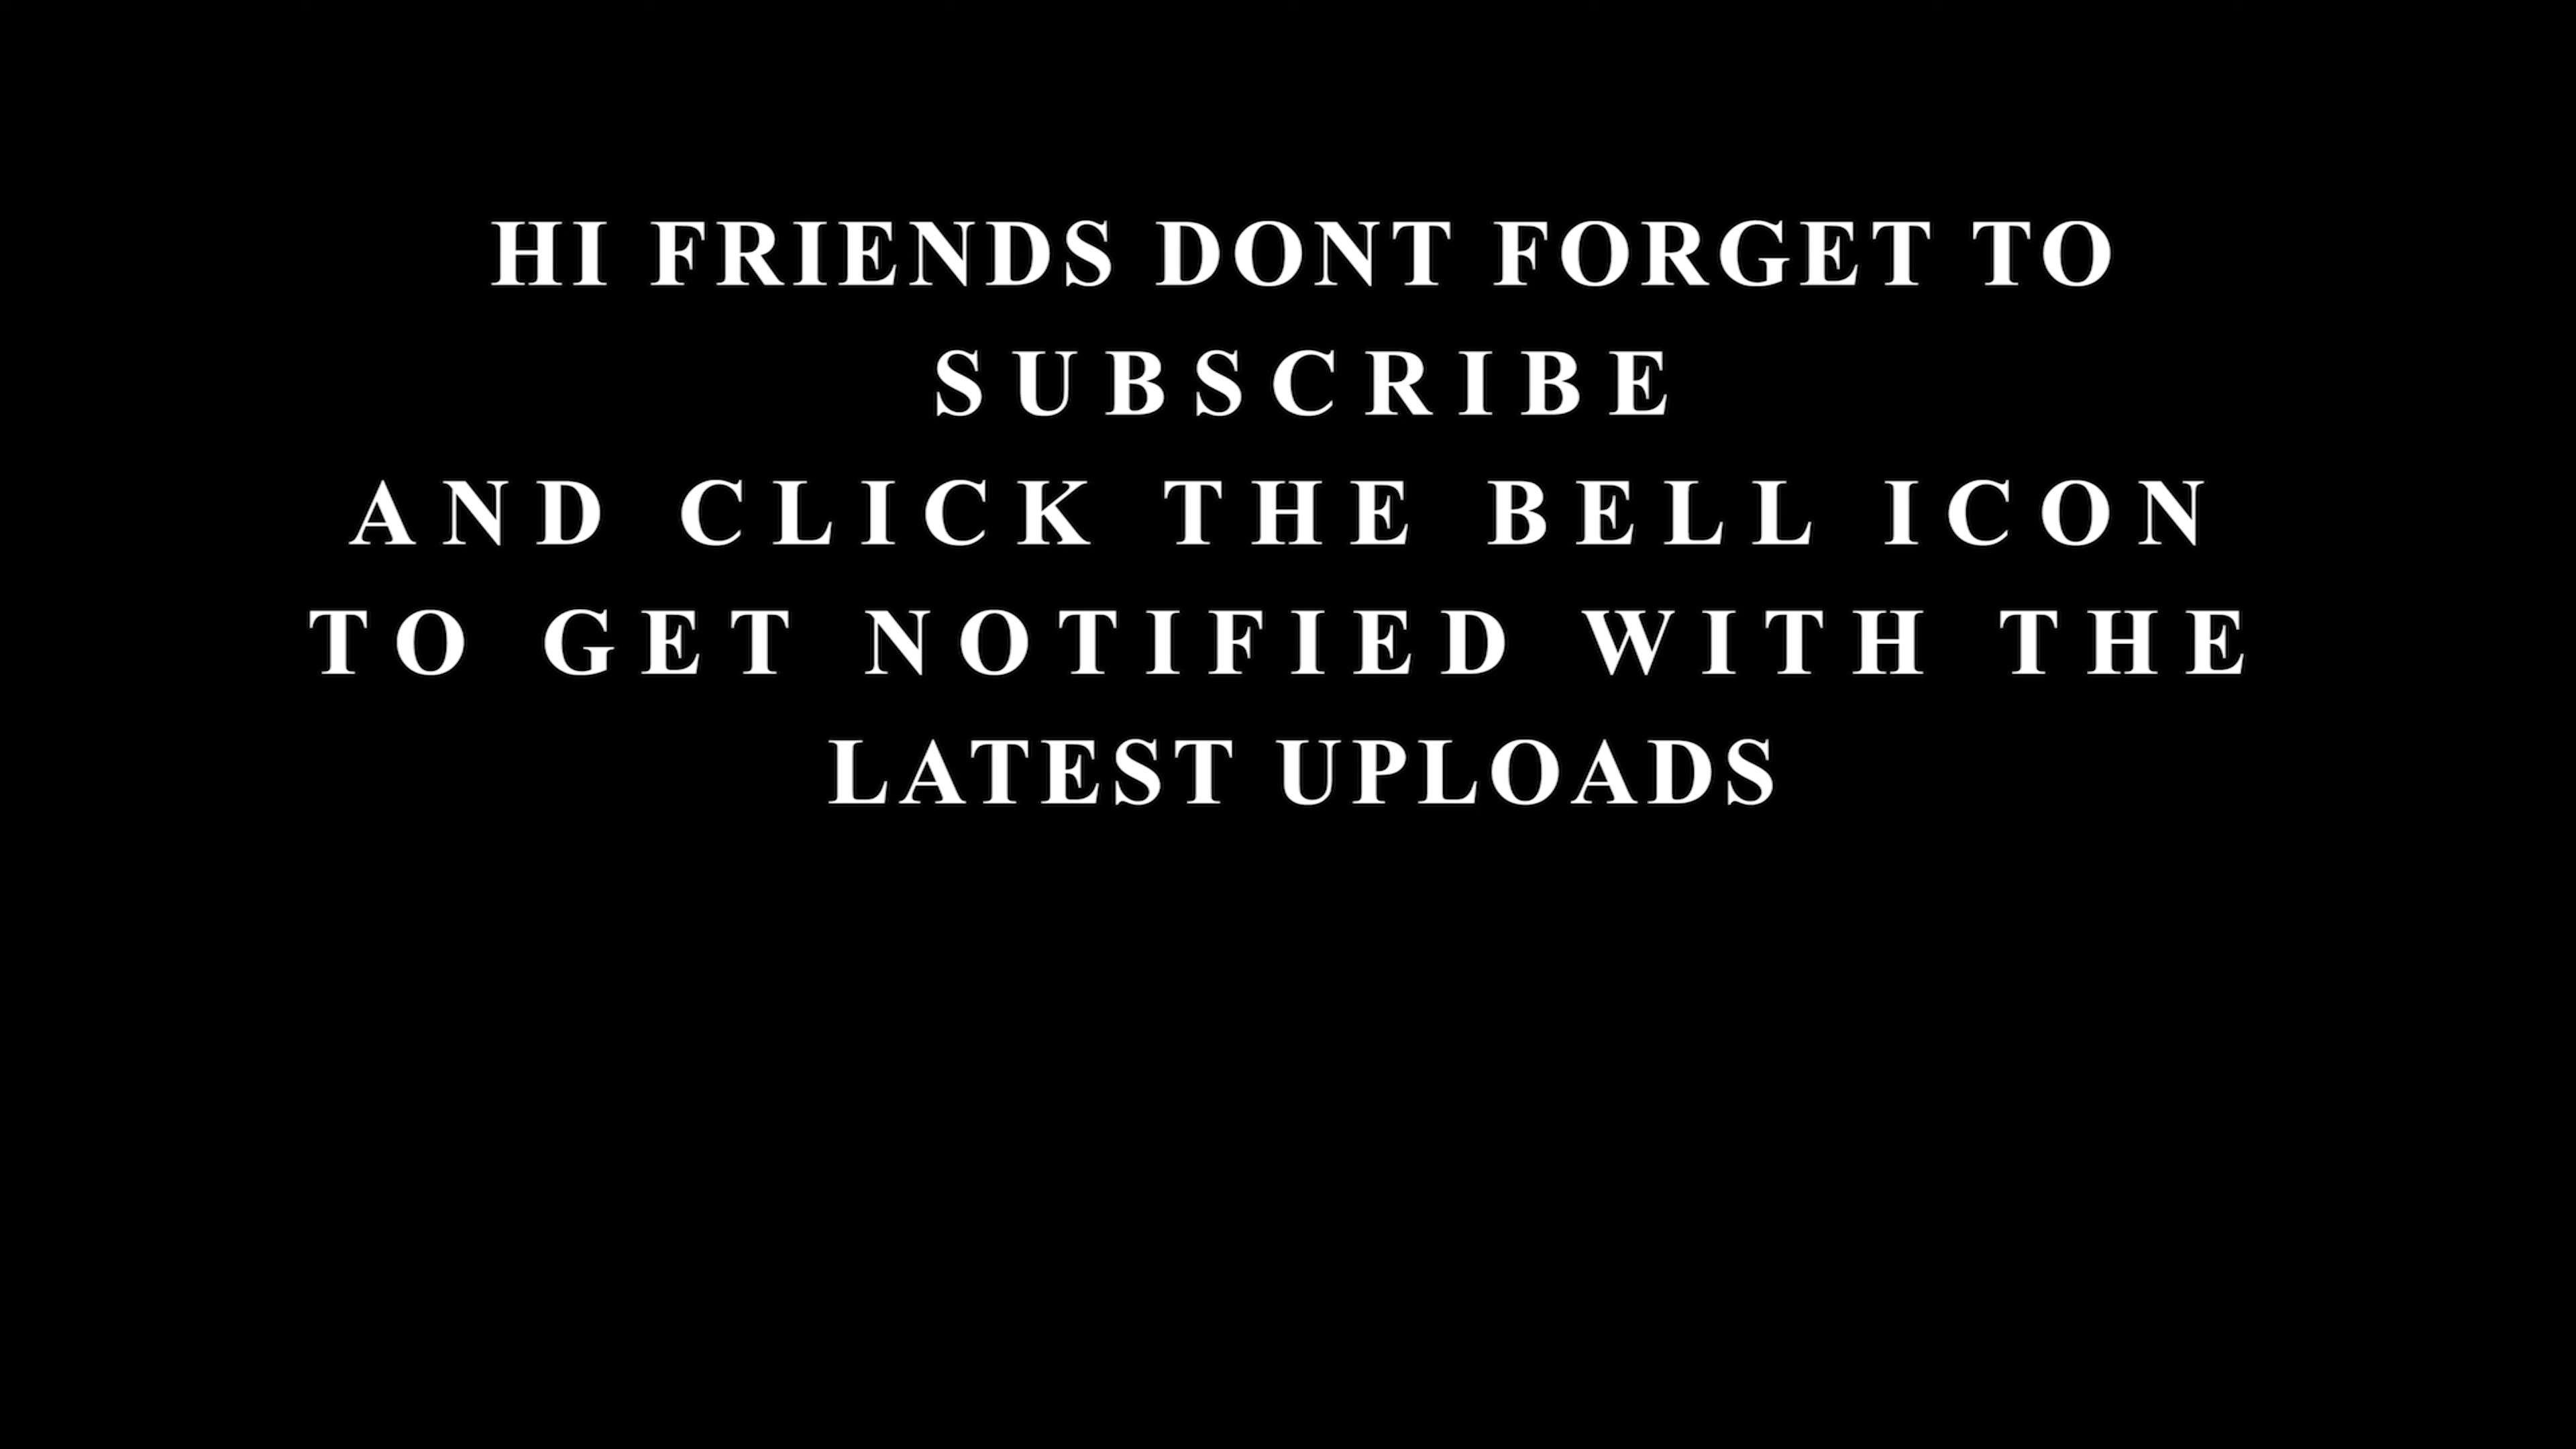 HI FRIENDS DONT FORGET TO
SUBSCRIBE
AND CLICK THE BELL ICON
TO GET NOTIFIED WITH THE
LATEST UPLOADS